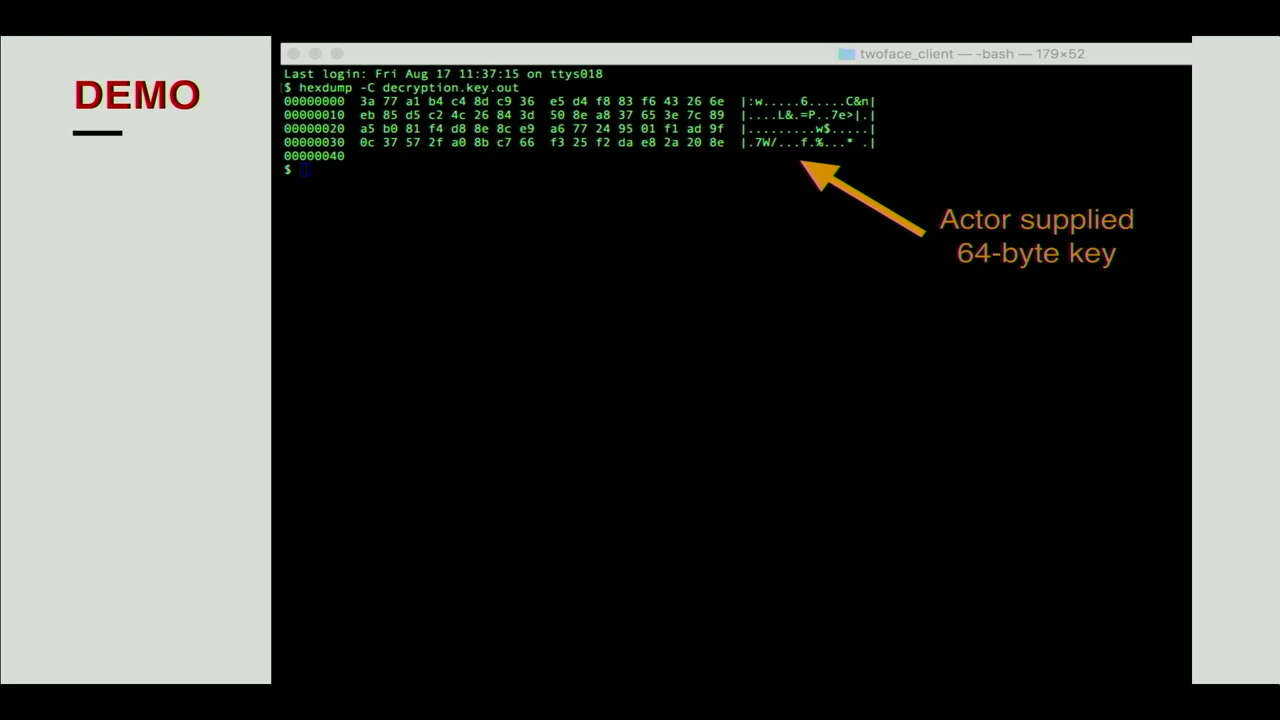 DEMO
twoface_client — -bash — 179×52
Last login: Fri Aug 17 11:37:15 on ttys018
$ hexdump -C decryption.key.out
00000000  3a 77 a1 b4 c4 8d c9 36  e5 d4 f8 83 f6 43 26 6e  |:w.....6.....C&n|
00000010  eb 85 d5 c2 4c 26 84 3d  50 8e a8 37 65 3e 7c 89  |....L&.=P..7e>|.|
00000020  a5 b0 81 f4 d8 8e 8c e9  a6 77 24 95 01 f1 ad 9f  |.........w$.....|
00000030  0c 37 57 2f a0 8b c7 66  f3 25 f2 da e8 2a 20 8e  |.7W/...f.%...* .|
00000040
$
Actor supplied
64-byte key